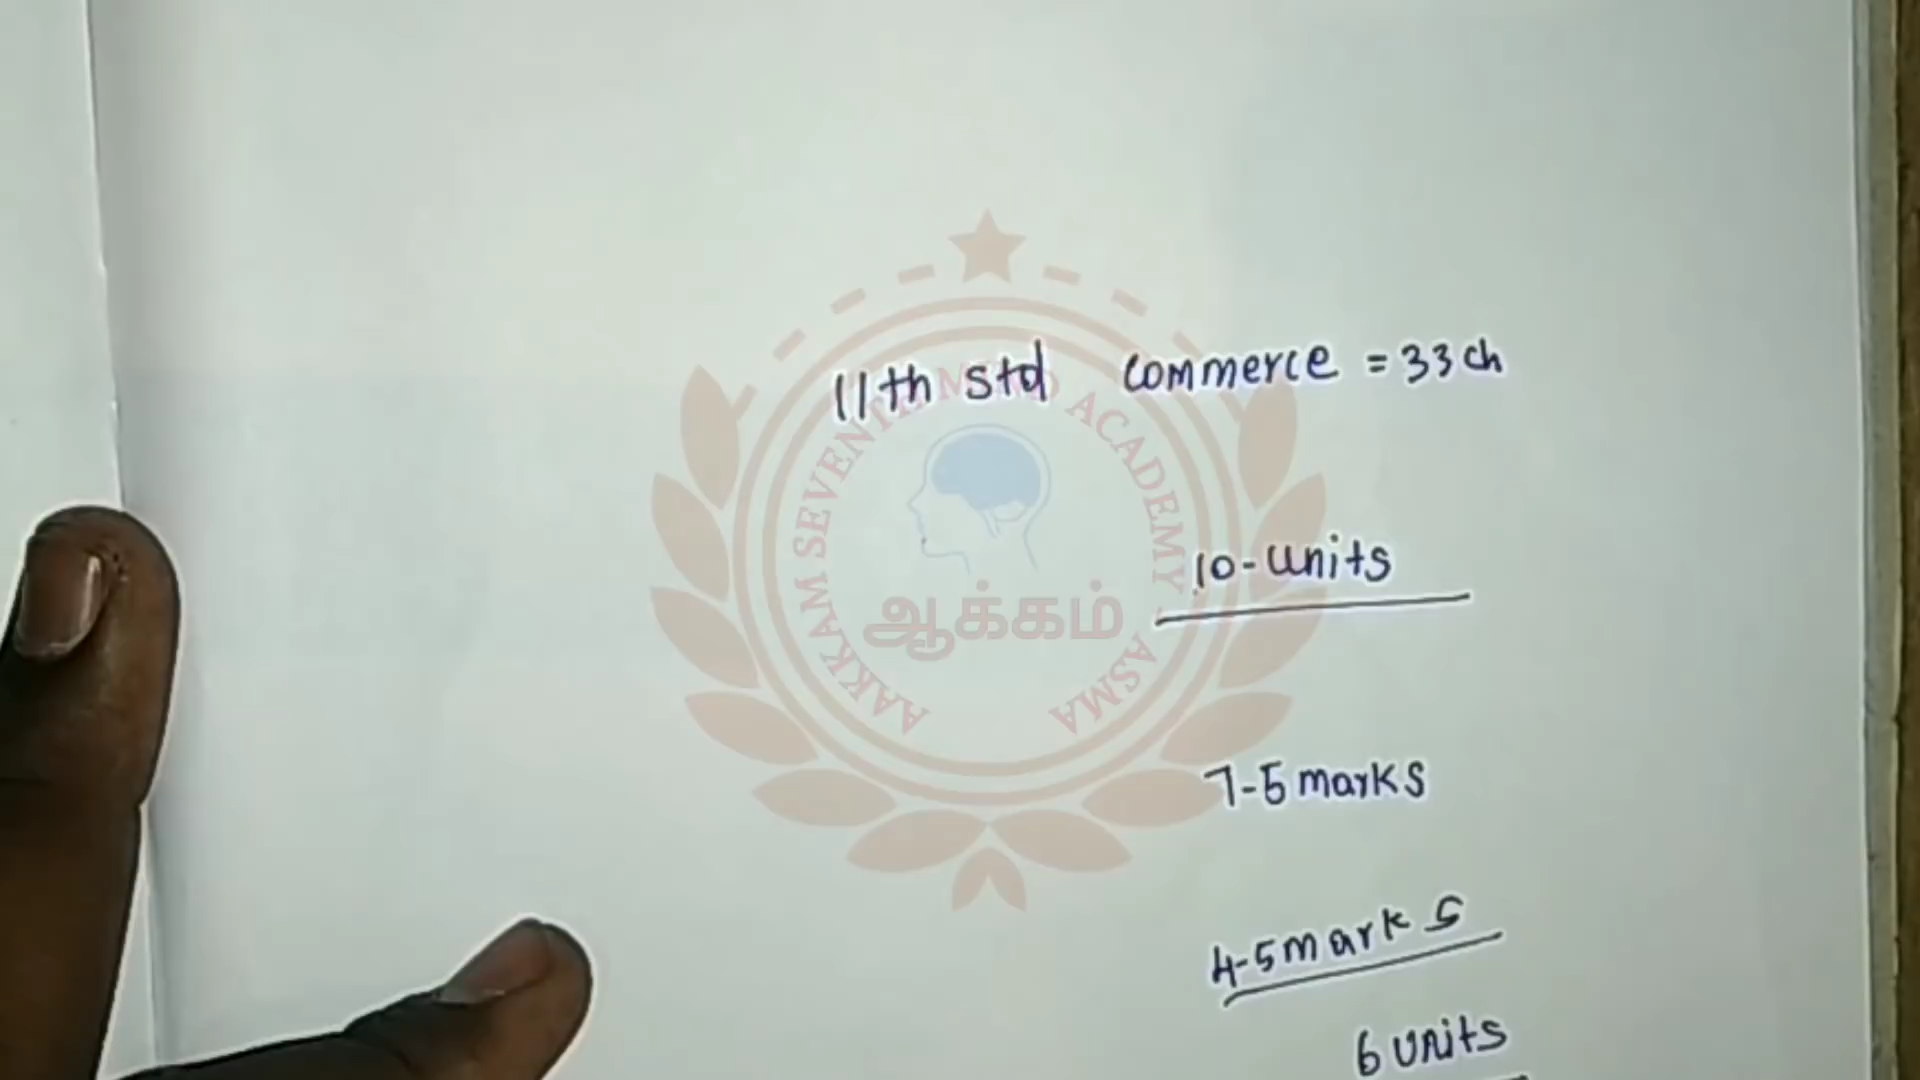 11th std commerce = 33 ch
AAKKAM SEVENTH MIND ACADEMY - ASMA
10-units
ஆக்கம்
7-5 marks
4-5 marks
6 units